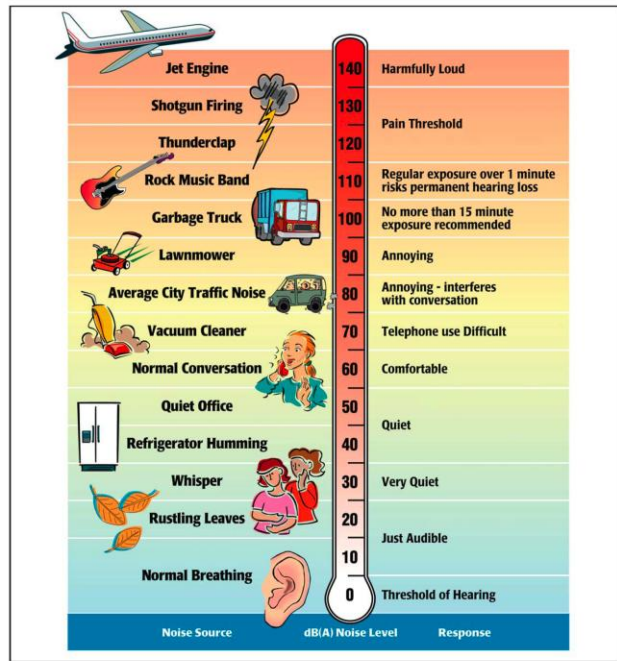 Jet Engine 140 Harmfully Loud
Shotgun Firing 130
Pain Threshold
Thunderclap 120
Rock Music Band 110 Regular exposure over 1 minute
risks permanent hearing loss
Garbage Truck 100 No more than 15 minute
exposure recommended
Lawnmower 90 Annoying
Average City Traffic Noise 80 Annoying - interferes
with conversation
Vacuum Cleaner 70 Telephone use Difficult
Normal Conversation 60 Comfortable
Quiet Office 50
Quiet
Refrigerator Humming 40
Whisper 30 Very Quiet
Rustling Leaves 20
Just Audible
10
Normal Breathing
0 Threshold of Hearing
Noise Source dB(A) Noise Level Response